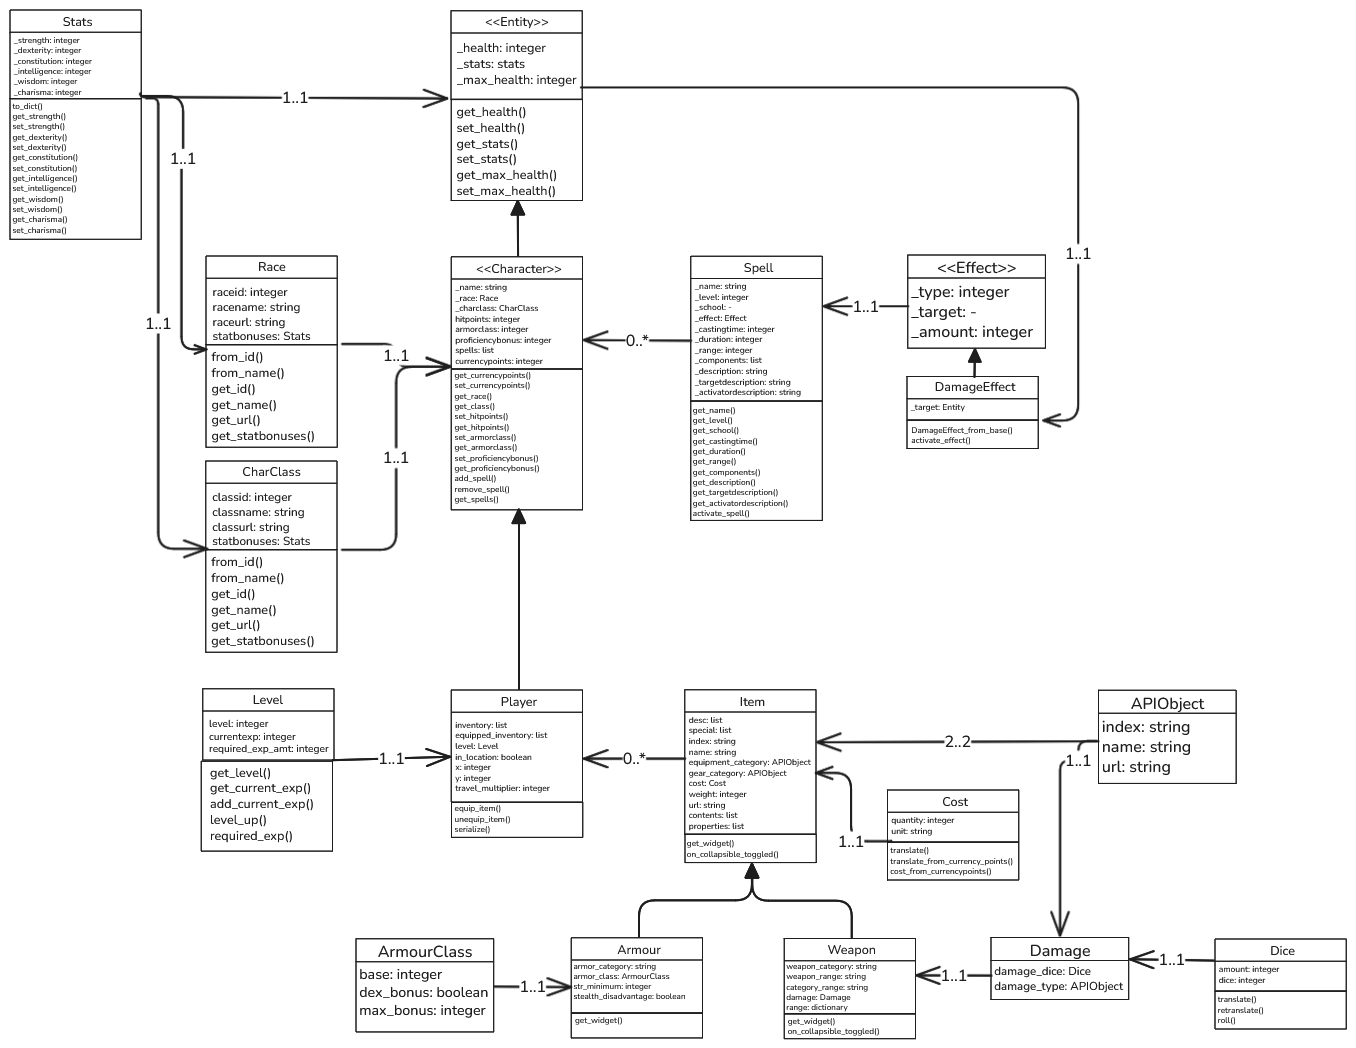 Stats
_strength: integer
_dexterity: integer
_constitution: integer
_intelligence: integer
_wisdom: integer
_charisma: integer
to_dict()
get_strength()
set_strength()
get_dexterity()
set_dexterity()
get_constitution()
set_constitution()
get_intelligence()
set_intelligence()
get_wisdom()
set_wisdom()
get_charisma()
set_charisma()
<<Entity>>
_health: integer
_stats: stats
_max_health: integer
get_health()
set_health()
get_stats()
set_stats()
get_max_health()
set_max_health()
1..1
1..1
1..1
1..1
Race
raceid: integer
racename: string
raceurl: string
statbonuses: Stats
from_id()
from_name()
get_id()
get_name()
get_url()
get_statbonuses()
1..1
<<Character>>
_name: string
_race: Race
_charclass: CharClass
hitpoints: integer
armorclass: integer
proficiencybonus: integer
spells: list
currencypoints: integer
get_currencypoints()
set_currencypoints()
get_race()
get_class()
set_hitpoints()
get_hitpoints()
set_armorclass()
get_armorclass()
set_proficiencybonus()
get_proficiencybonus()
add_spell()
remove_spell()
get_spells()
0..*
Spell
_name: string
_level: integer
_school: -
_effect: Effect
_castingtime: integer
_duration: integer
_range: integer
_components: list
_description: string
_targetdescription: string
_activatordescription: string
get_name()
get_level()
get_school()
get_castingtime()
get_duration()
get_range()
get_components()
get_description()
get_targetdescription()
get_activatordescription()
activate_spell()
1..1
<<Effect>>
_type: integer
_target: -
_amount: integer
DamageEffect
_target: Entity
DamageEffect_from_base()
activate_effect()
CharClass
classid: integer
classname: string
classurl: string
statbonuses: Stats
from_id()
from_name()
get_id()
get_name()
get_url()
get_statbonuses()
1..1
Level
level: integer
currentexp: integer
required_exp_amt: integer
get_level()
get_current_exp()
add_current_exp()
level_up()
required_exp()
1..1
Player
inventory: list
equipped_inventory: list
level: Level
in_location: boolean
x: integer
y: integer
travel_multiplier: integer
equip_item()
unequip_item()
serialize()
0..*
Item
desc: list
special: list
index: string
name: string
equipment_category: APIObject
gear_category: APIObject
cost: Cost
weight: integer
url: string
contents: list
properties: list
get_widget()
on_collapsible_toggled()
2..2
1..1
APIObject
index: string
name: string
url: string
1..1
Cost
quantity: integer
unit: string
translate()
translate_from_currency_points()
cost_from_currencypoints()
ArmourClass
base: integer
dex_bonus: boolean
max_bonus: integer
1..1
Armour
armor_category: string
armor_class: ArmourClass
str_minimum: integer
stealth_disadvantage: boolean
get_widget()
Weapon
weapon_category: string
weapon_range: string
category_range: string
damage: Damage
range: dictionary
get_widget()
on_collapsible_toggled()
1..1
Damage
damage_dice: Dice
damage_type: APIObject
1..1
Dice
amount: integer
dice: integer
translate()
retranslate()
roll()